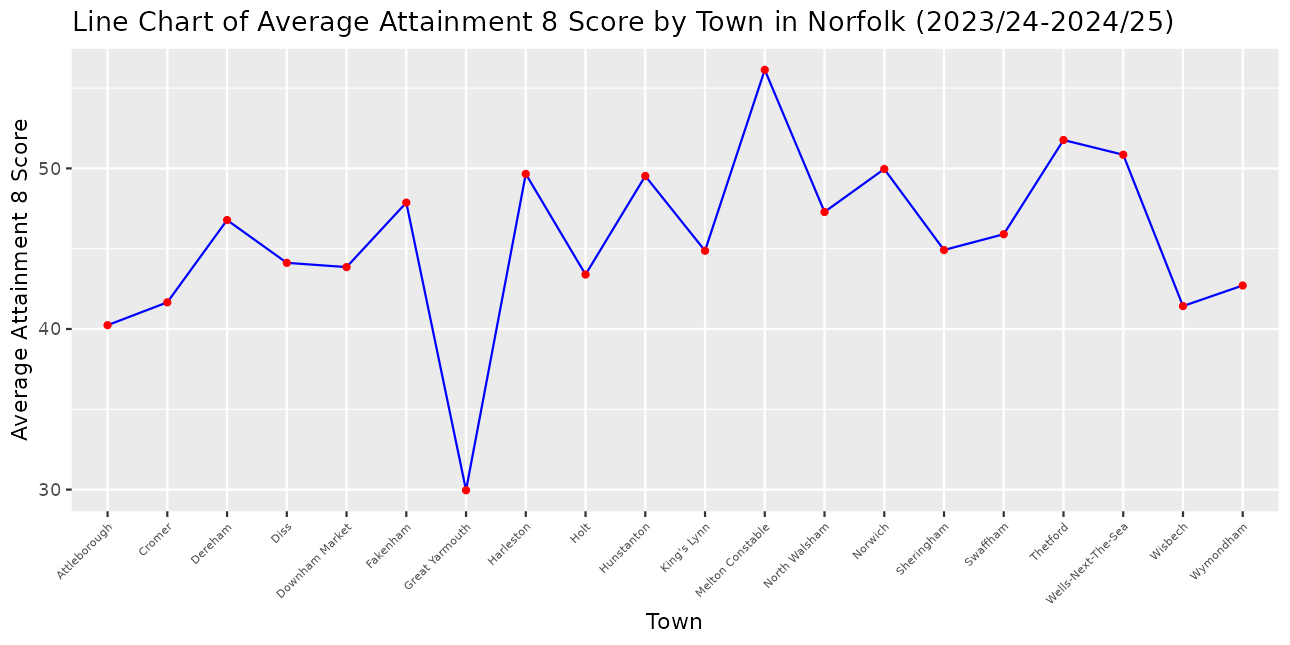 Line Chart of Average Attainment 8 Score by Town in Norfolk (2023/24-2024/25)
Average Attainment 8 Score
50
40
30
Attleborough
Cromer
Dereham
Diss
Downham Market
Fakenham
Great Yarmouth
Harleston
Holt
Hunstanton
King's Lynn
Melton Constable
North Walsham
Norwich
Sheringham
Swaffham
Thetford
Wells-Next-The-Sea
Wisbech
Wymondham
Town